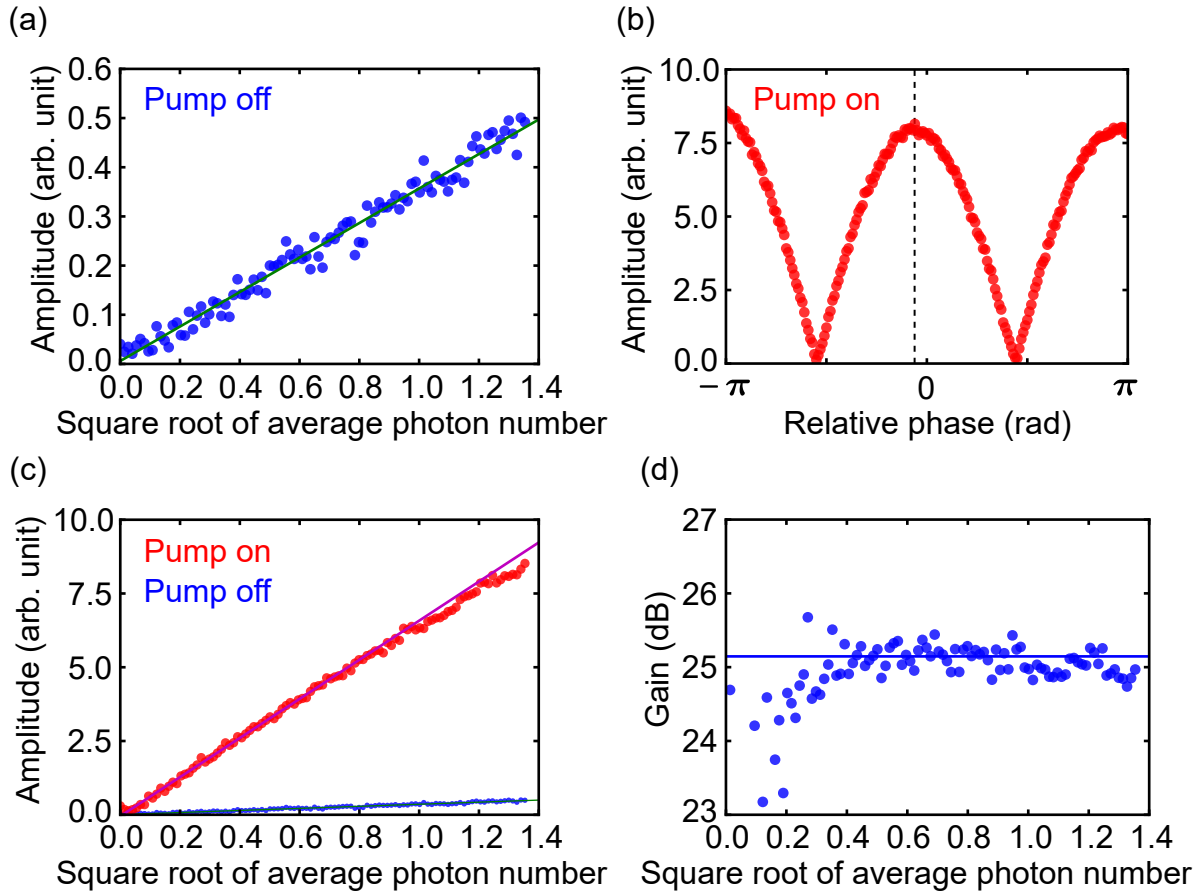 (a)
Pump off
Amplitude (arb. unit)
0.6
0.5
0.4
0.3
0.2
0.1
0.0
0.0 0.2 0.4 0.6 0.8 1.0 1.2 1.4
Square root of average photon number
(b)
Pump on
Amplitude (arb. unit)
10.0
7.5
5.0
2.5
0.0
−π 0 π
Relative phase (rad)
(c)
Pump on
Pump off
Amplitude (arb. unit)
10.0
7.5
5.0
2.5
0.0
0.0 0.2 0.4 0.6 0.8 1.0 1.2 1.4
Square root of average photon number
(d)
Gain (dB)
27
26
25
24
23
0.0 0.2 0.4 0.6 0.8 1.0 1.2 1.4
Square root of average photon number